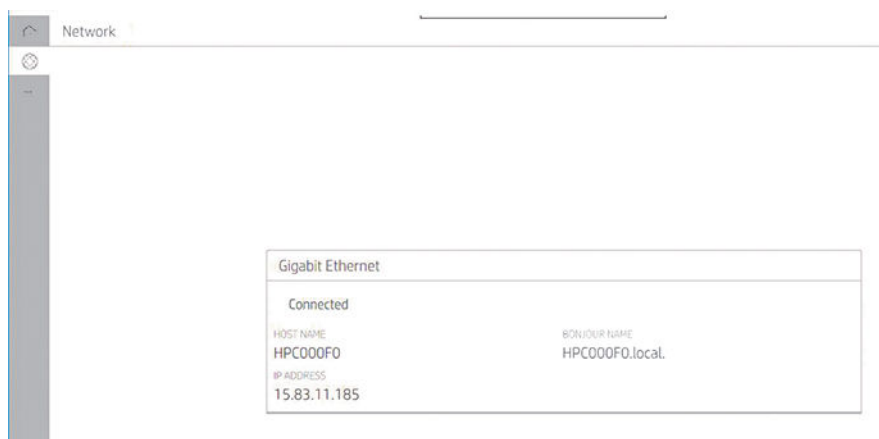 Network
Gigabit Ethernet
Connected
HOST NAME
HPC000F0
BONJOUR NAME
HPC000F0.local.
IP ADDRESS
15.83.11.185